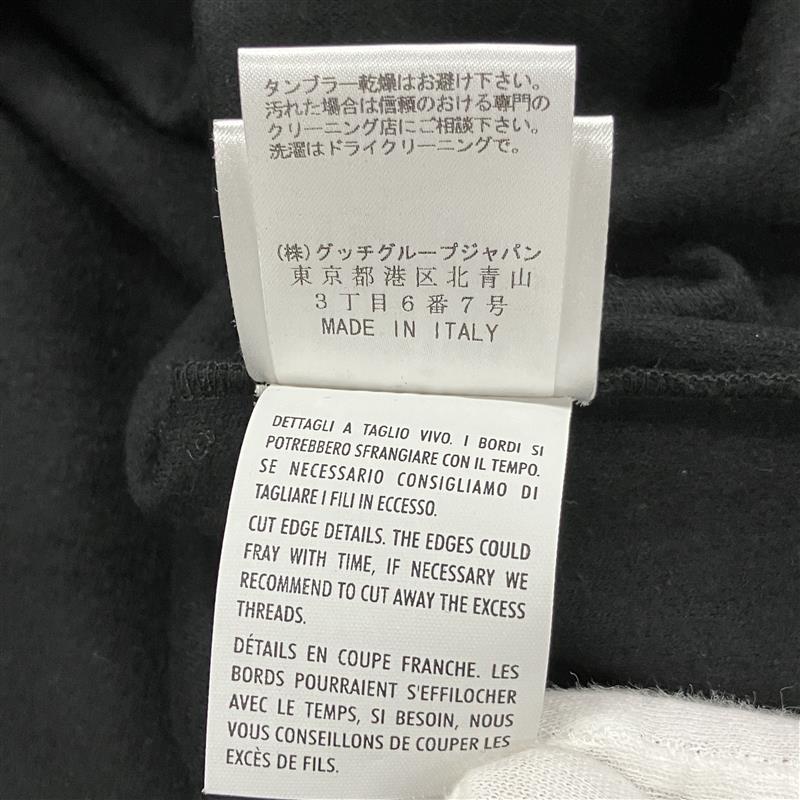 タンブラー乾燥はお避け下さい。
汚れた場合は信頼のおける専門の
クリーニング店にご相談下さい。
洗濯はドライクリーニングで。
(株)グッチグループジャパン
東京都港区北青山
3丁目6番7号
MADE IN ITALY
DETTAGLI A TAGLIO VIVO. I BORDI SI
POTREBBERO SFRANGIARE CON IL TEMPO.
SE NECESSARIO CONSIGLIAMO DI
TAGLIARE I FILI IN ECCESSO.
CUT EDGE DETAILS. THE EDGES COULD
FRAY WITH TIME, IF NECESSARY WE
RECOMMEND TO CUT AWAY THE EXCESS
THREADS.
DÉTAILS EN COUPE FRANCHE. LES
BORDS POURRAIENT S'EFFILOCHER
AVEC LE TEMPS, SI BESOIN, NOUS
VOUS CONSEILLONS DE COUPER LES
EXCÈS DE FILS.